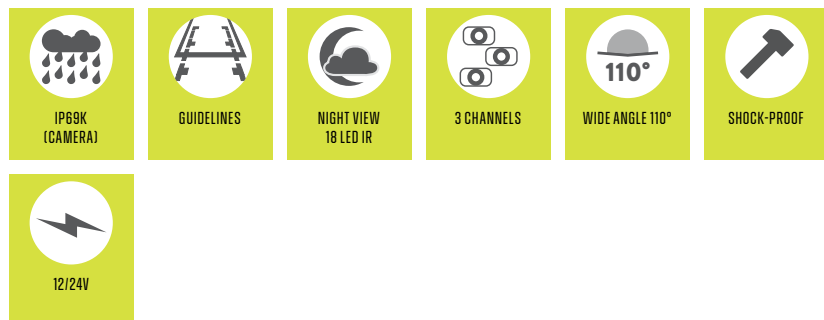 IP69K
(CAMERA)
GUIDELINES
NIGHT VIEW
18 LED IR
3 CHANNELS
110°
WIDE ANGLE 110°
SHOCK-PROOF
12/24V